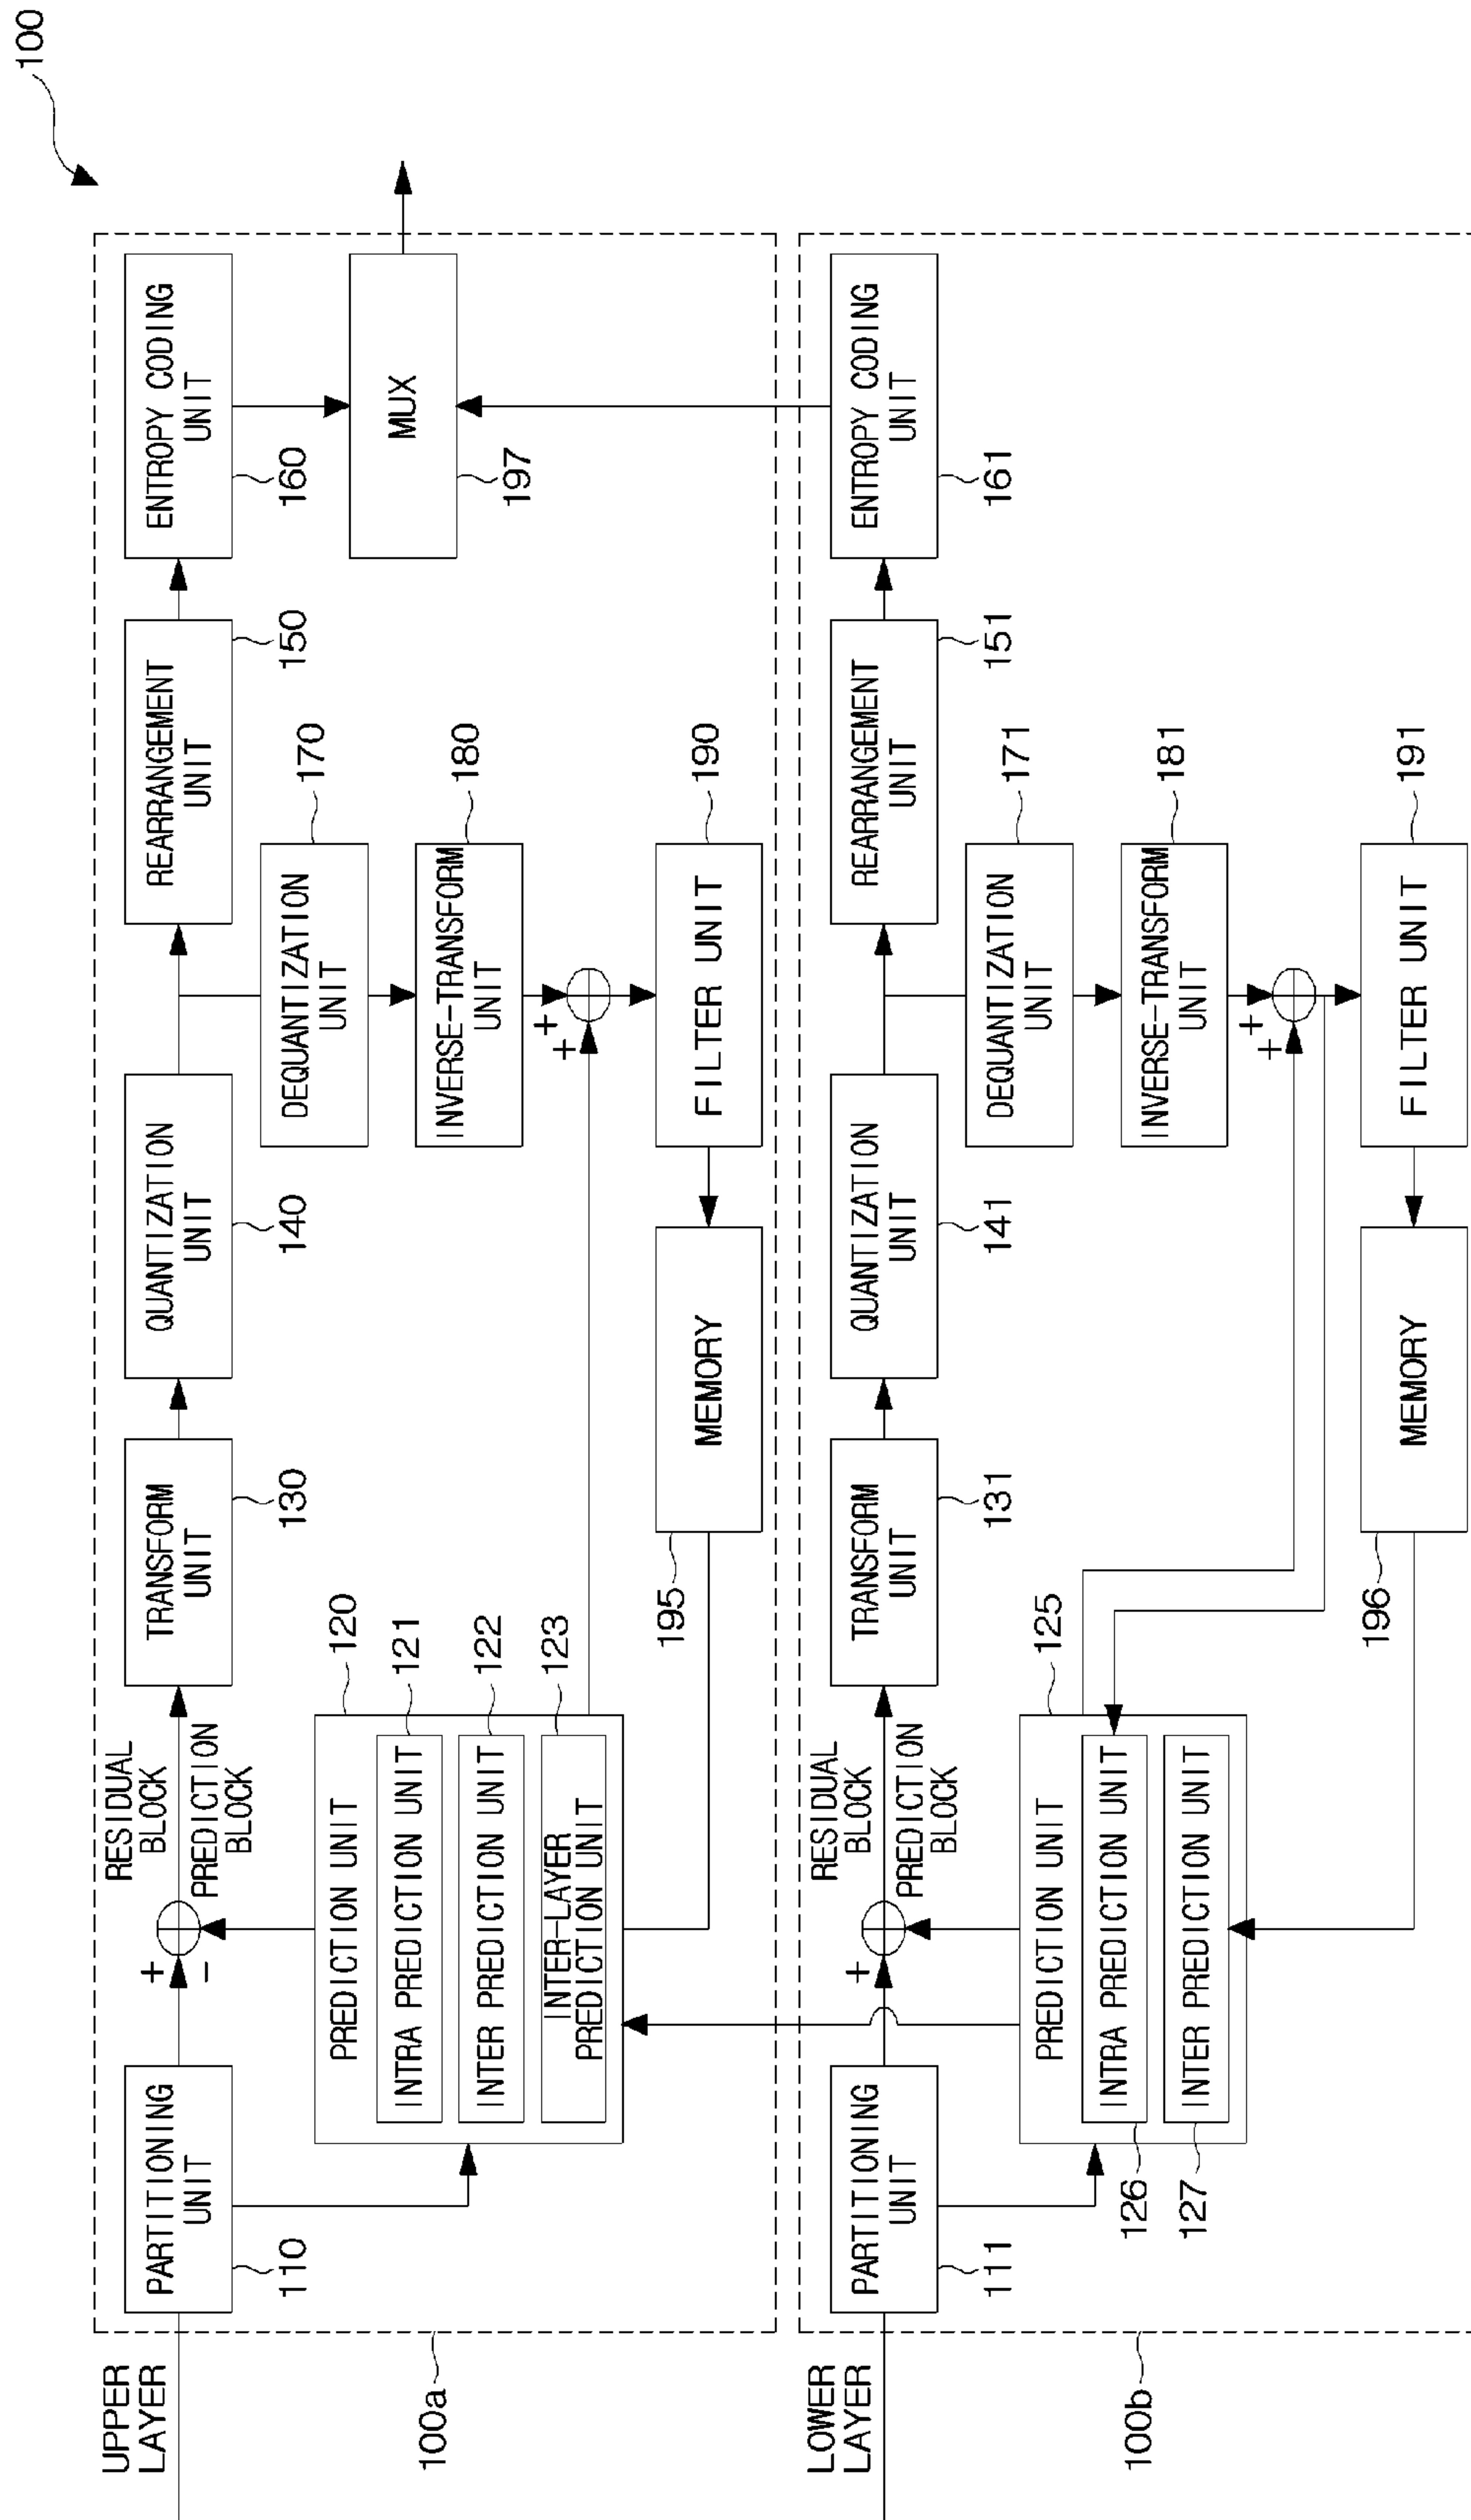 100
UPPER
LAYER
100a
PARTITIONING
UNIT
110
+
-
RESIDUAL
BLOCK
PREDICTION
BLOCK
TRANSFORM
UNIT
130
QUANTIZATION
UNIT
140
REARRANGEMENT
UNIT
150
ENTROPY CODING
UNIT
160
PREDICTION UNIT
120
INTRA PREDICTION UNIT
121
INTER PREDICTION UNIT
122
INTER-LAYER
PREDICTION UNIT
123
DEQUANTIZATION
UNIT
170
INVERSE-TRANSFORM
UNIT
180
+
+
FILTER UNIT
190
MEMORY
195
MUX
197
LOWER
LAYER
100b
PARTITIONING
UNIT
111
+
RESIDUAL
BLOCK
PREDICTION
BLOCK
TRANSFORM
UNIT
131
QUANTIZATION
UNIT
141
REARRANGEMENT
UNIT
151
ENTROPY CODING
UNIT
161
PREDICTION UNIT
125
INTRA PREDICTION UNIT
126
INTER PREDICTION UNIT
127
DEQUANTIZATION
UNIT
171
INVERSE-TRANSFORM
UNIT
181
+
+
FILTER UNIT
191
MEMORY
196